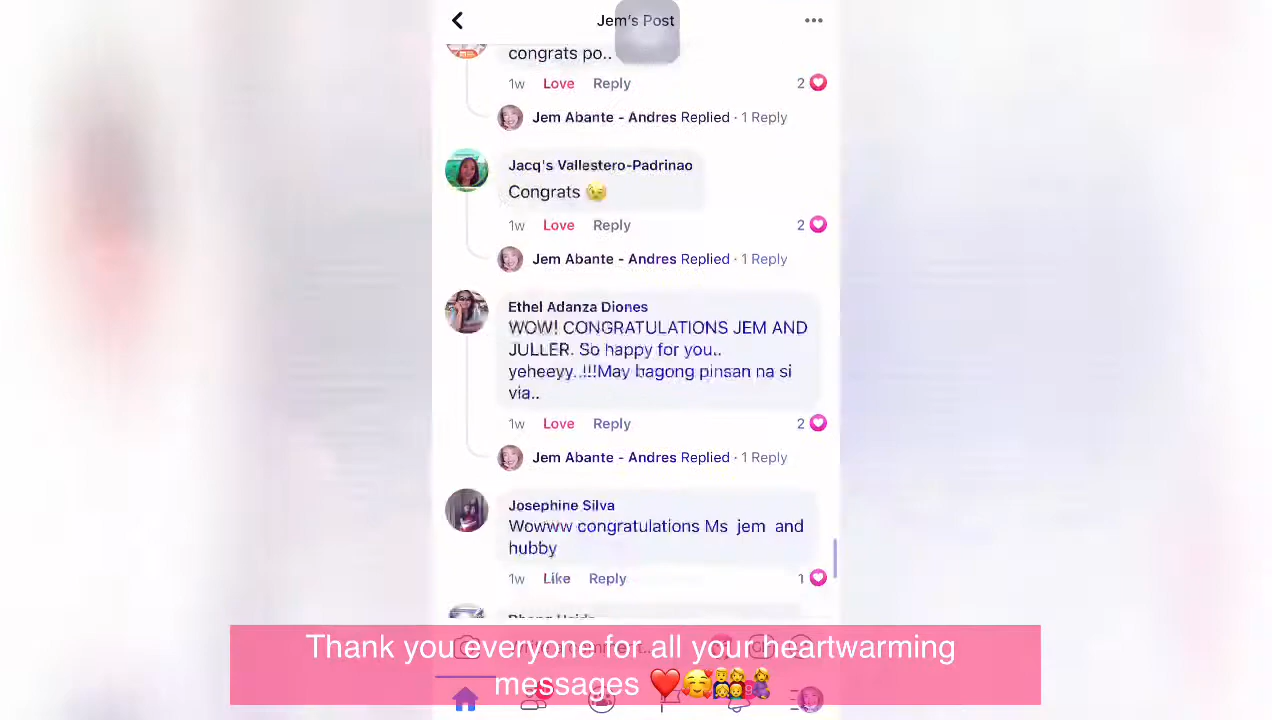 Jem's Post
congrats po..
1w Love Reply 2
Jem Abante - Andres Replied · 1 Reply
Jacq's Vallestero-Padrinao
Congrats 😉
1w Love Reply 2
Jem Abante - Andres Replied · 1 Reply
Ethel Adanza Diones
WOW! CONGRATULATIONS JEM AND
JULLER. So happy for you..
yeheeyy..!!!May bagong pinsan na si
via..
1w Love Reply 2
Jem Abante - Andres Replied · 1 Reply
Josephine Silva
Wowww congratulations Ms jem and
hubby
1w Like Reply 1
Thank you everyone for all your heartwarming
messages ❤️🥰👨‍👩‍👧‍👦🤰